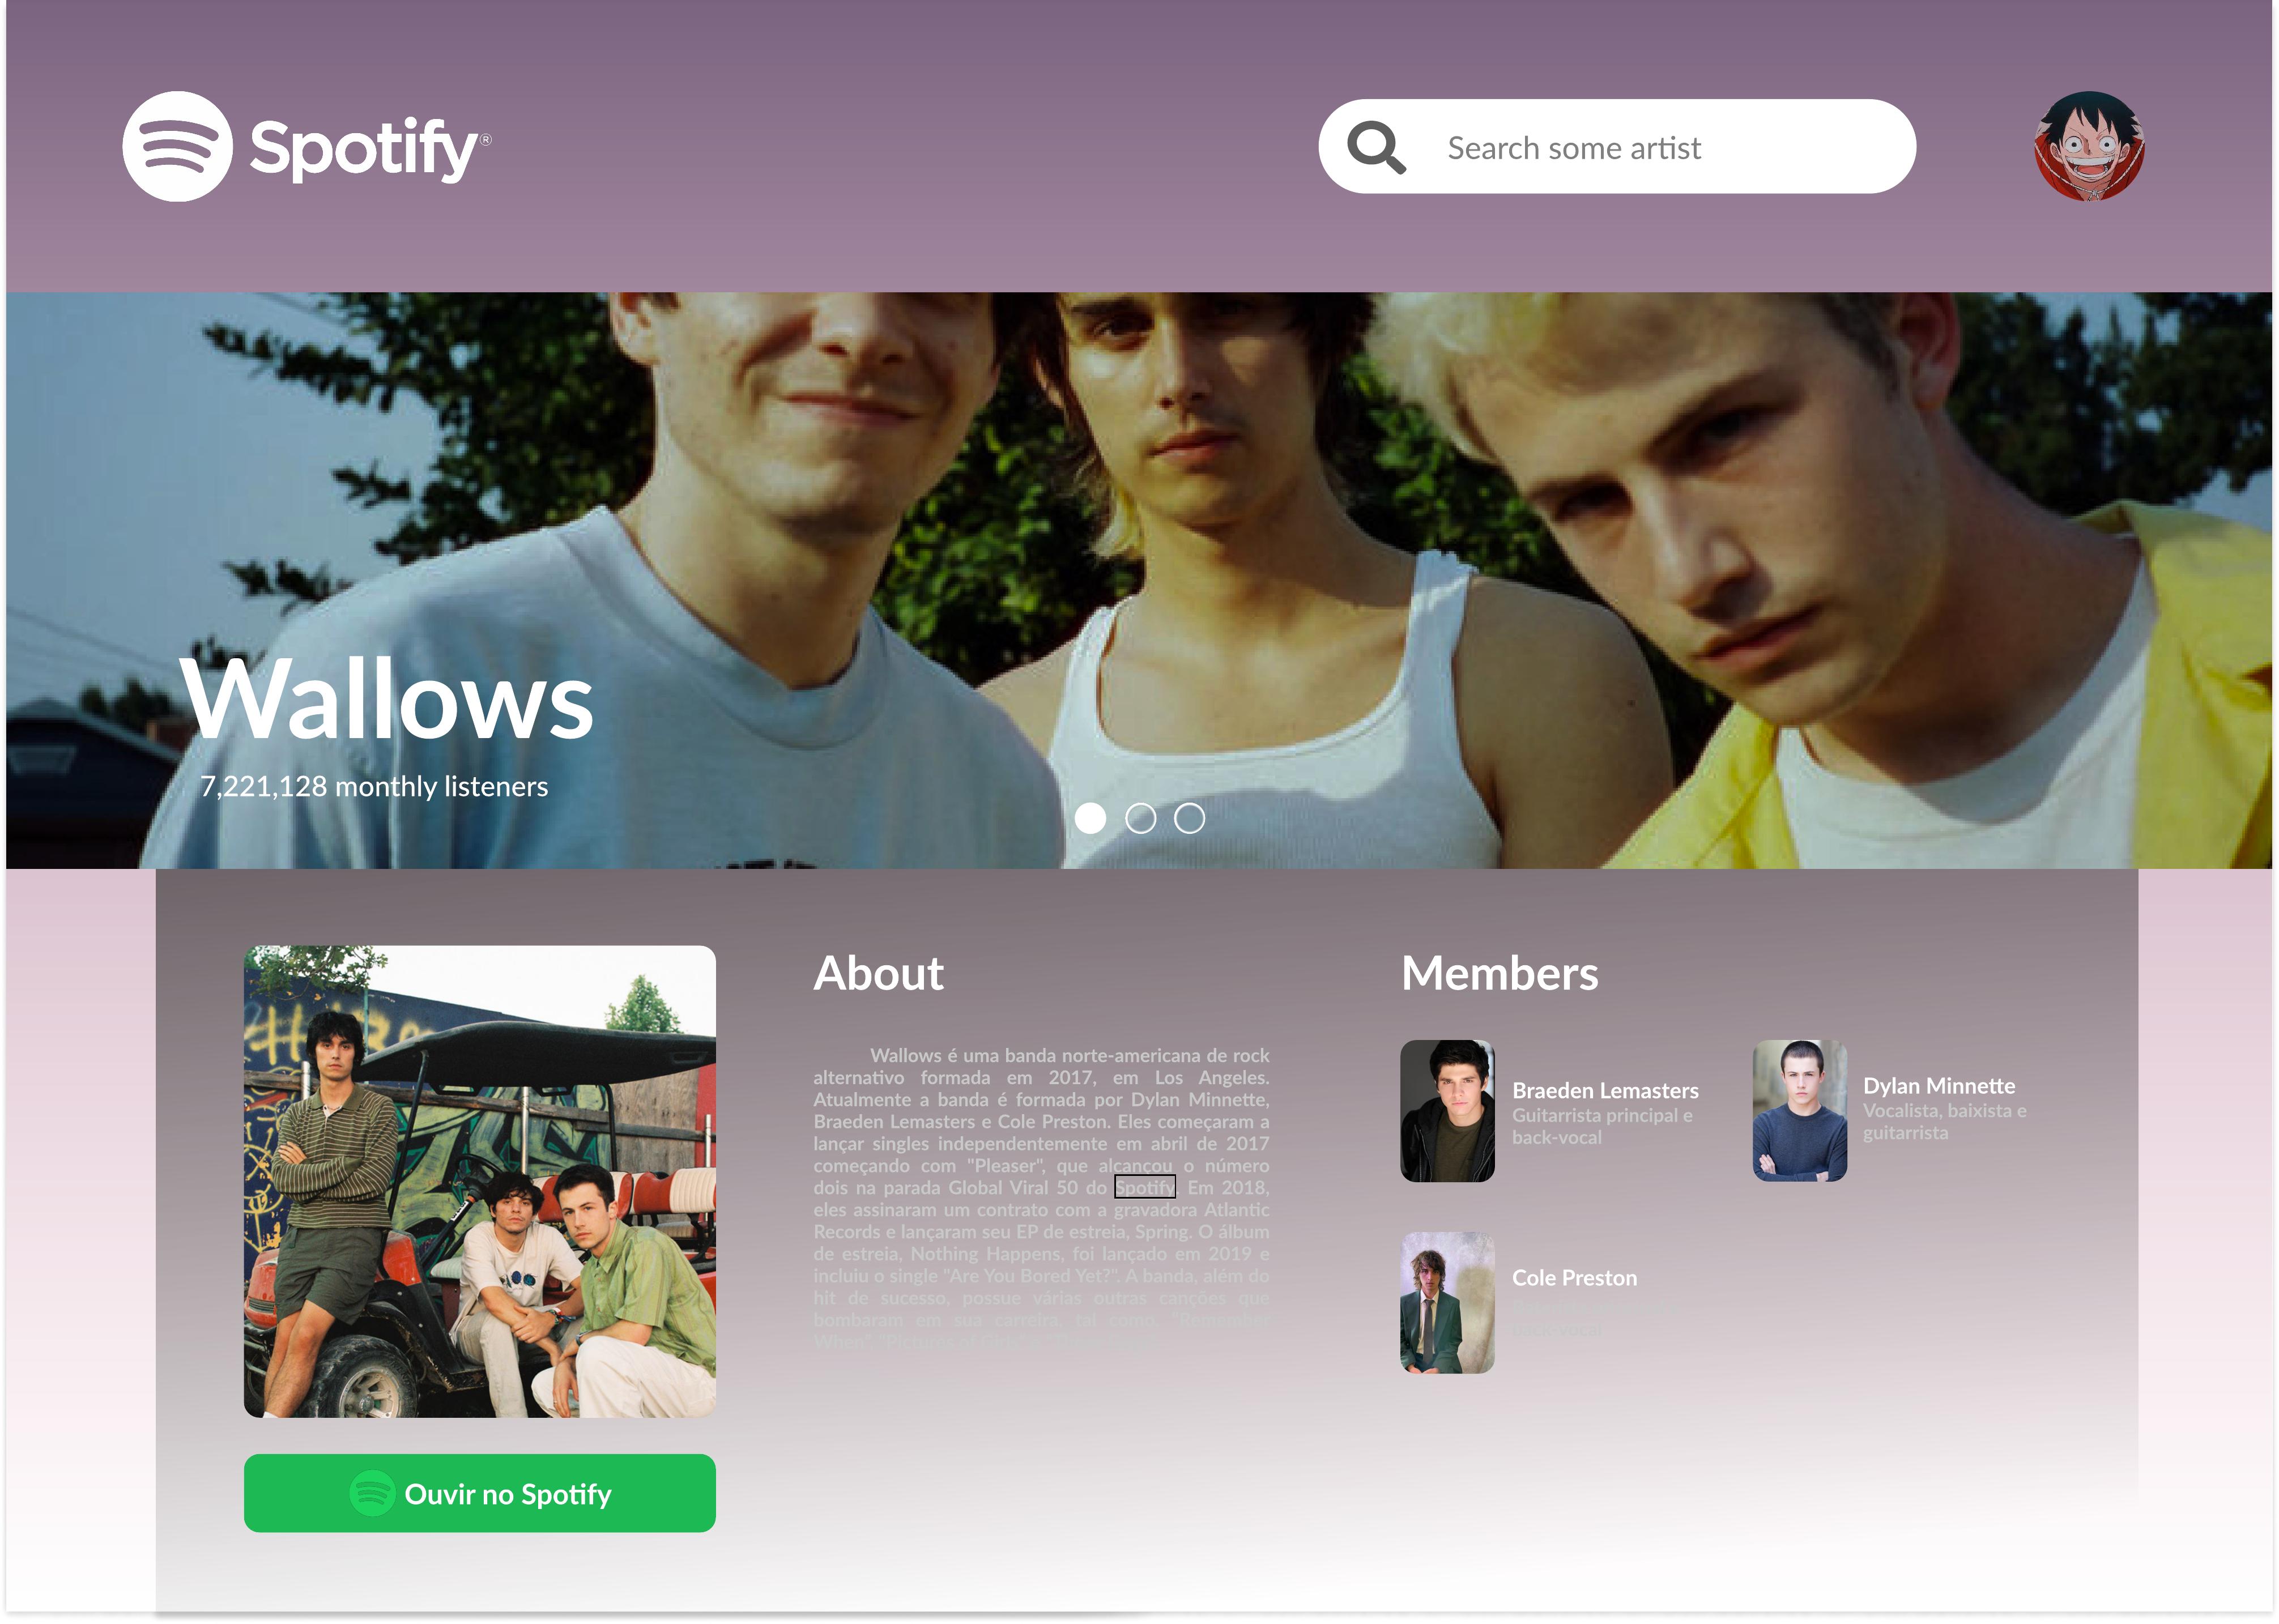 Spotify®
Search some artist
Wallows
7,221,128 monthly listeners
About
Wallows é uma banda norte-americana de rock
alternativo formada em 2017, em Los Angeles.
Atualmente a banda é formada por Dylan Minnette,
Braeden Lemasters e Cole Preston. Eles começaram a
lançar singles independentemente em abril de 2017
começando com "Pleaser", que alcançou o número
dois na parada Global Viral 50 do Spotify. Em 2018,
eles assinaram um contrato com a gravadora Atlantic
Records e lançaram seu EP de estreia, Spring. O álbum
de estreia, Nothing Happens, foi lançado em 2019 e
incluiu o single "Are You Bored Yet?". A banda, além do
hit de sucesso, possue várias outras canções que
bombaram em sua carreira, tal como, "Remember
When"
Members
Braeden Lemasters
Guitarrista principal e
back-vocal
Dylan Minnette
Vocalista, baixista e
guitarrista
Cole Preston
back-vocal
Ouvir no Spotify